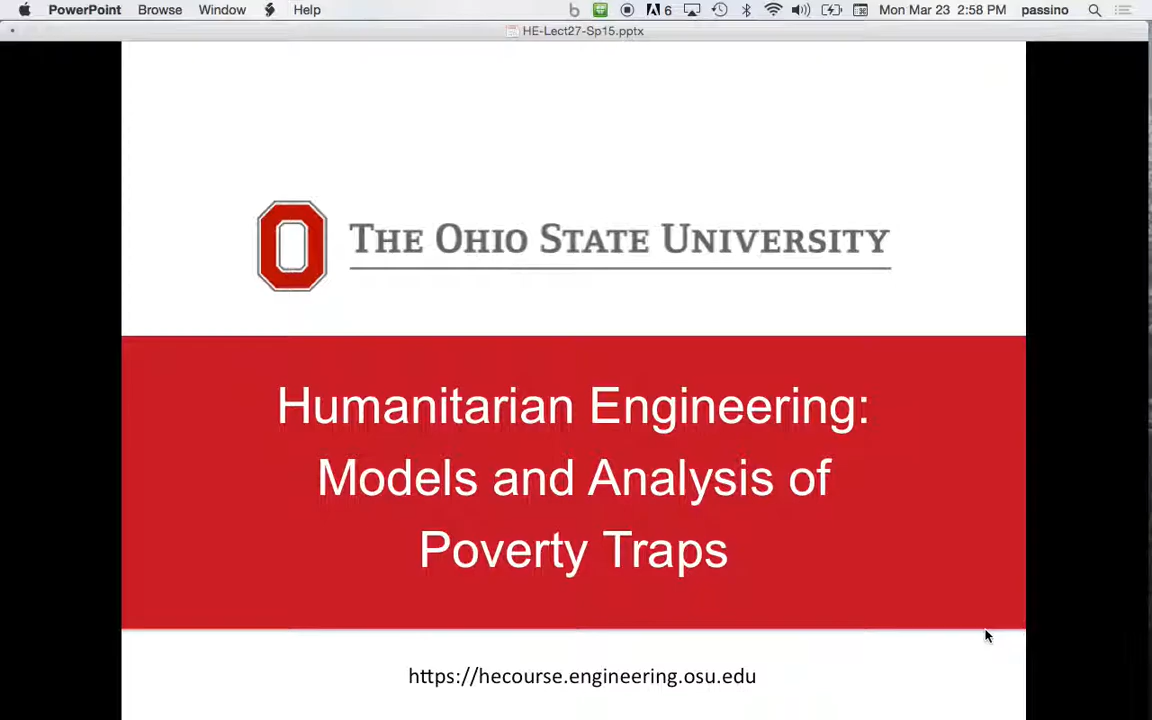 PowerPoint Browse Window Help 6 Mon Mar 23 2:58 PM passino
HE-Lect27-Sp15.pptx
THE OHIO STATE UNIVERSITY
Humanitarian Engineering:
Models and Analysis of
Poverty Traps
https://hecourse.engineering.osu.edu